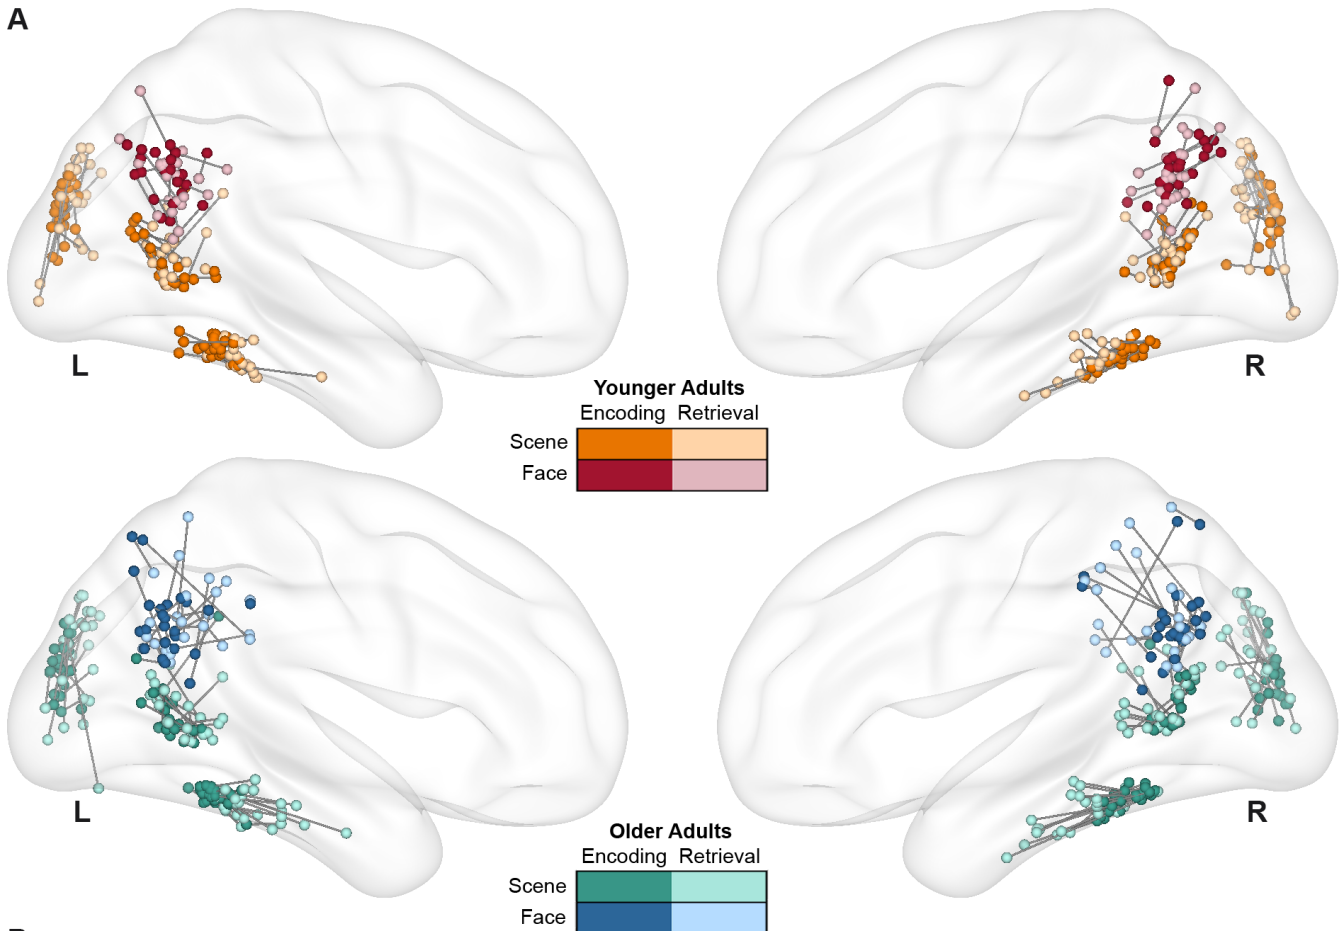 A
L
R
Younger Adults
Encoding Retrieval
Scene
Face
L
R
Older Adults
Encoding Retrieval
Scene
Face